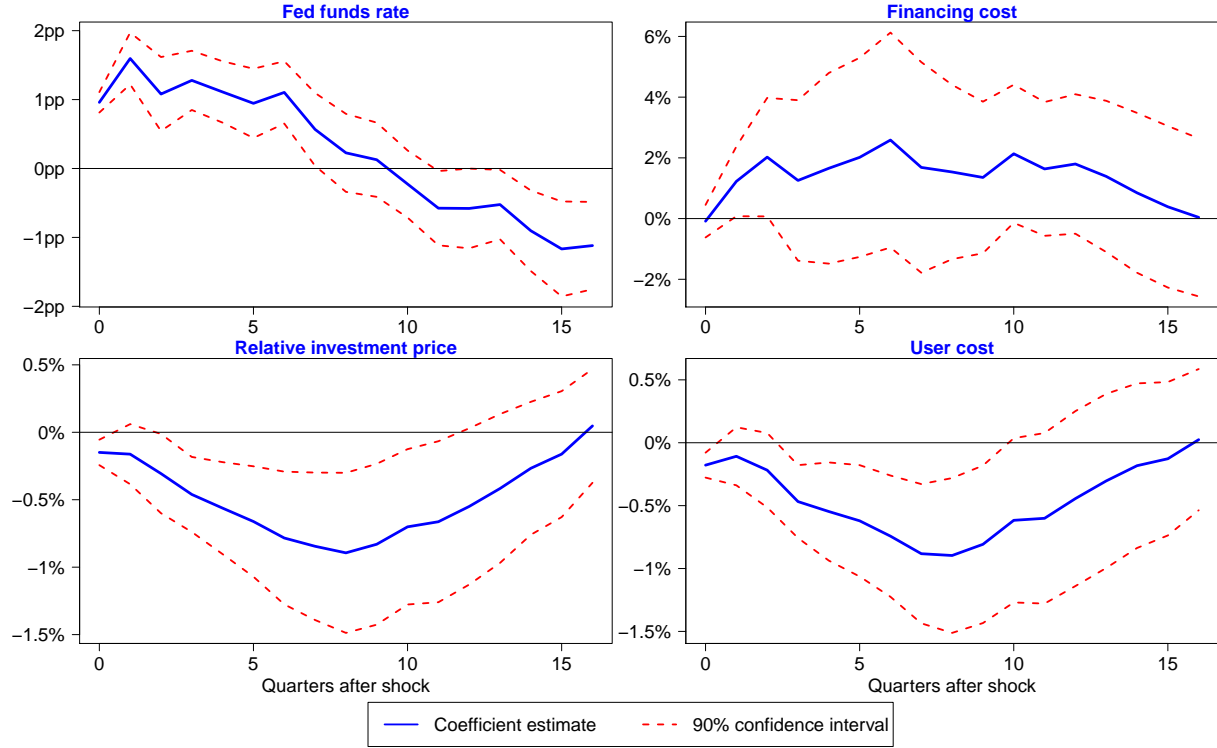 Fed funds rate
2pp
1pp
0pp
−1pp
−2pp
0 5 10 15
Financing cost
6%
4%
2%
0%
−2%
0 5 10 15
Relative investment price
0.5%
0%
−0.5%
−1%
−1.5%
0 5 10 15
Quarters after shock
User cost
0.5%
0%
−0.5%
−1%
−1.5%
0 5 10 15
Quarters after shock
Coefficient estimate 90% confidence interval